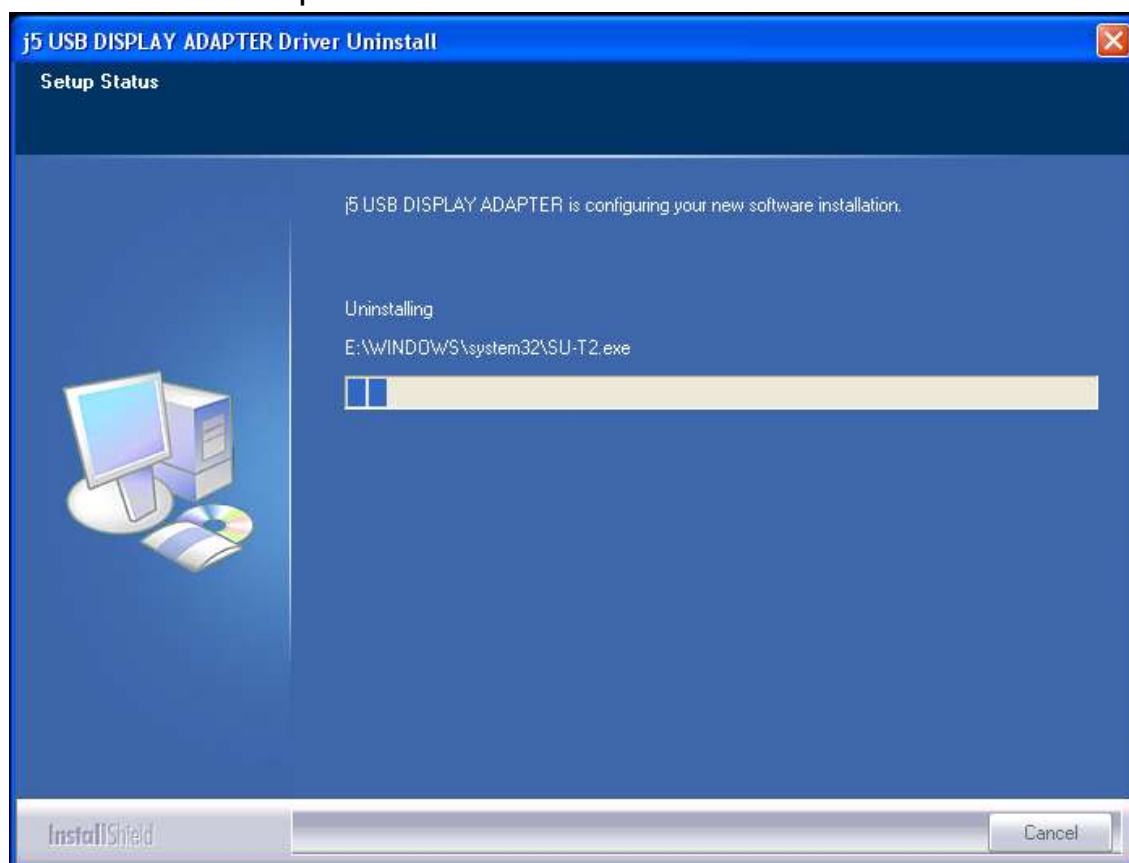 j5 USB DISPLAY ADAPTER Driver Uninstall
Setup Status
j5 USB DISPLAY ADAPTER is configuring your new software installation.
Uninstalling
E:\WINDOWS\system32\SU-T2.exe
InstallShield
Cancel